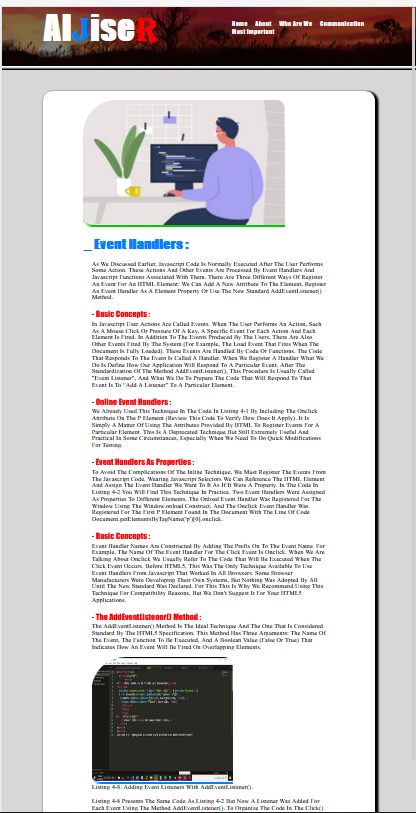 AlJiseR
Home About Who Are We Communication
Most Important
_ Event Handlers :
As We Discussed Earlier, Javascript Code Is Normally Executed After The User Performs
Some Action. These Actions And Other Events Are Processed By Event Handlers And
Javascript Functions Associated With Them. There Are Three Different Ways Of Register
An Event For An HTML Element: We Can Add A New Attribute To The Element, Register
An Event Handler As A Element Property Or Use The New Standard AddEventListener()
Method.
- Basic Concepts :
In Javascript User Actions Are Called Events. When The User Performs An Action, Such
As A Mouse Click Or Pressure Of A Key, A Specific Event For Each Action And Each
Element Is Fired. In Addition To The Events Produced By The Users, There Are Also
Other Events Fired By The System (For Example, The Load Event That Fires When The
Document Is Fully Loaded). These Events Are Handled By Code Or Functions. The Code
That Responds To The Event Is Called A Handler. When We Register A Handler What We
Do Is Define How Our Application Will Respond To A Particular Event. After The
Standardization Of The Method AddEventListener(), This Procedure Is Usually Called
"Event Listener", And What We Do To Prepare The Code That Will Respond To That
Event Is To "Add A Listener" To A Particular Element.
- Online Event Handlers :
We Already Used This Technique In The Code In Listing 4-1 By Including The Onclick
Attribute On The P Element (Review This Code To Verify How Does It Apply). It Is
Simply A Matter Of Using The Attributes Provided By HTML To Register Events For A
Particular Element. This Is A Deprecated Technique But Still Extremely Useful And
Practical In Some Circumstances, Especially When We Need To Do Quick Modifications
For Testing.
- Event Handlers As Properties :
To Avoid The Complications Of The Inline Technique, We Must Register The Events From
The Javascript Code. Wearing Javascript Selectors We Can Reference The HTML Element
And Assign The Event Handler We Want To It As If It Were A Property. In The Code In
Listing 4-2 You Will Find This Technique In Practice. Two Event Handlers Were Assigned
As Properties To Different Elements. The Onload Event Handler Was Registered For The
Window Using The Window.onload Construct, And The Onclick Event Handler Was
Registered For The First P Element Found In The Document With The Line Of Code
Document.getElementsByTagName('p')[0].onclick.
- Basic Concepts :
Event Handler Names Are Constructed By Adding The Prefix On To The Event Name. For
Example, The Name Of The Event Handler For The Click Event Is Onclick. When We Are
Talking About Onclick We Usually Refer To The Code That Will Be Executed When The
Click Event Occurs. Before HTML5, This Was The Only Technique Available To Use
Event Handlers From Javascript That Worked In All Browsers. Some Browser
Manufacturers Were Developing Their Own Systems, But Nothing Was Adopted By All
Until The New Standard Was Declared. For This This Is Why We Recommend Using This
Technique For Compatibility Reasons, But We Don't Suggest It For Your HTML5
Applications.
- The AddEventListener() Method :
The AddEventListener() Method Is The Ideal Technique And The One That Is Considered
Standard By The HTML5 Specification. This Method Has Three Arguments: The Name Of
The Event, The Function To Be Executed, And A Boolean Value (False Or True) That
Indicates How An Event Will Be Fired On Overlapping Elements.
Listing 4-8. Adding Event Listeners With AddEventListener().
Listing 4-8 Presents The Same Code As Listing 4-2 But Now A Listener Was Added For
Each Event Using The Method AddEventListener(). To Organize The Code In The Click()